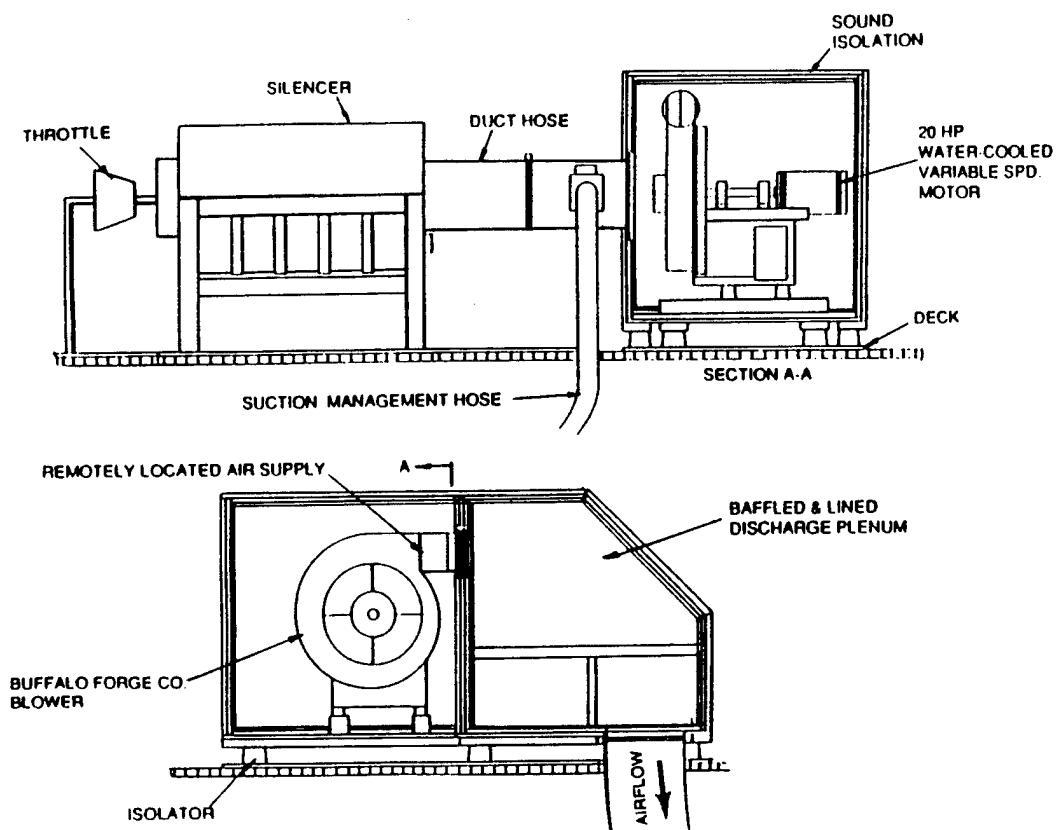 SOUND
ISOLATION
SILENCER
DUCT HOSE
THROTTLE
20 HP
WATER-COOLED
VARIABLE SPD.
MOTOR
DECK
SECTION A-A
SUCTION MANAGEMENT HOSE
REMOTELY LOCATED AIR SUPPLY
A
BAFFLED & LINED
DISCHARGE PLENUM
BUFFALO FORGE CO.
BLOWER
ISOLATOR
AIRFLOW